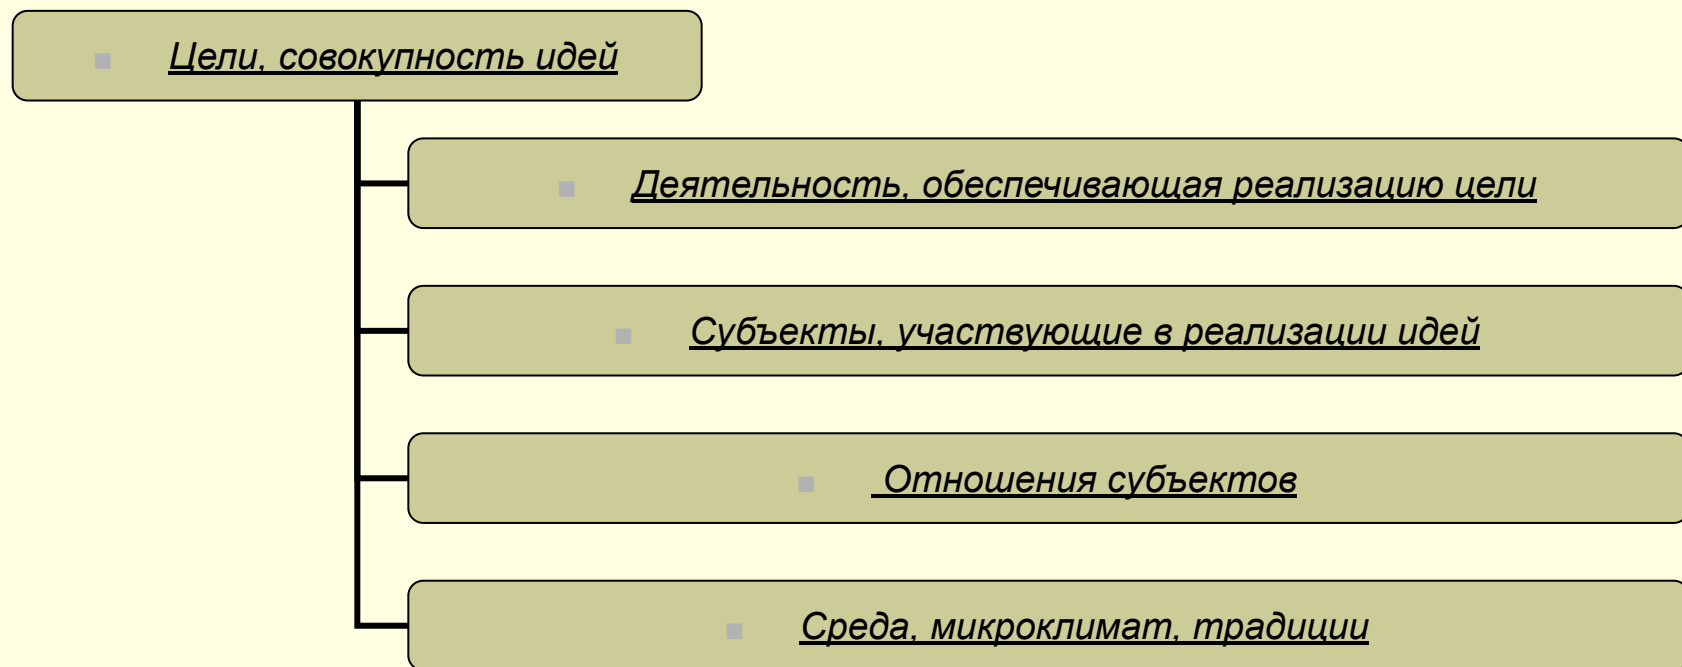 Цели, совокупность идей
Деятельность, обеспечивающая реализацию цели
Субъекты, участвующие в реализации идей
Отношения субъектов
Среда, микроклимат, традиции